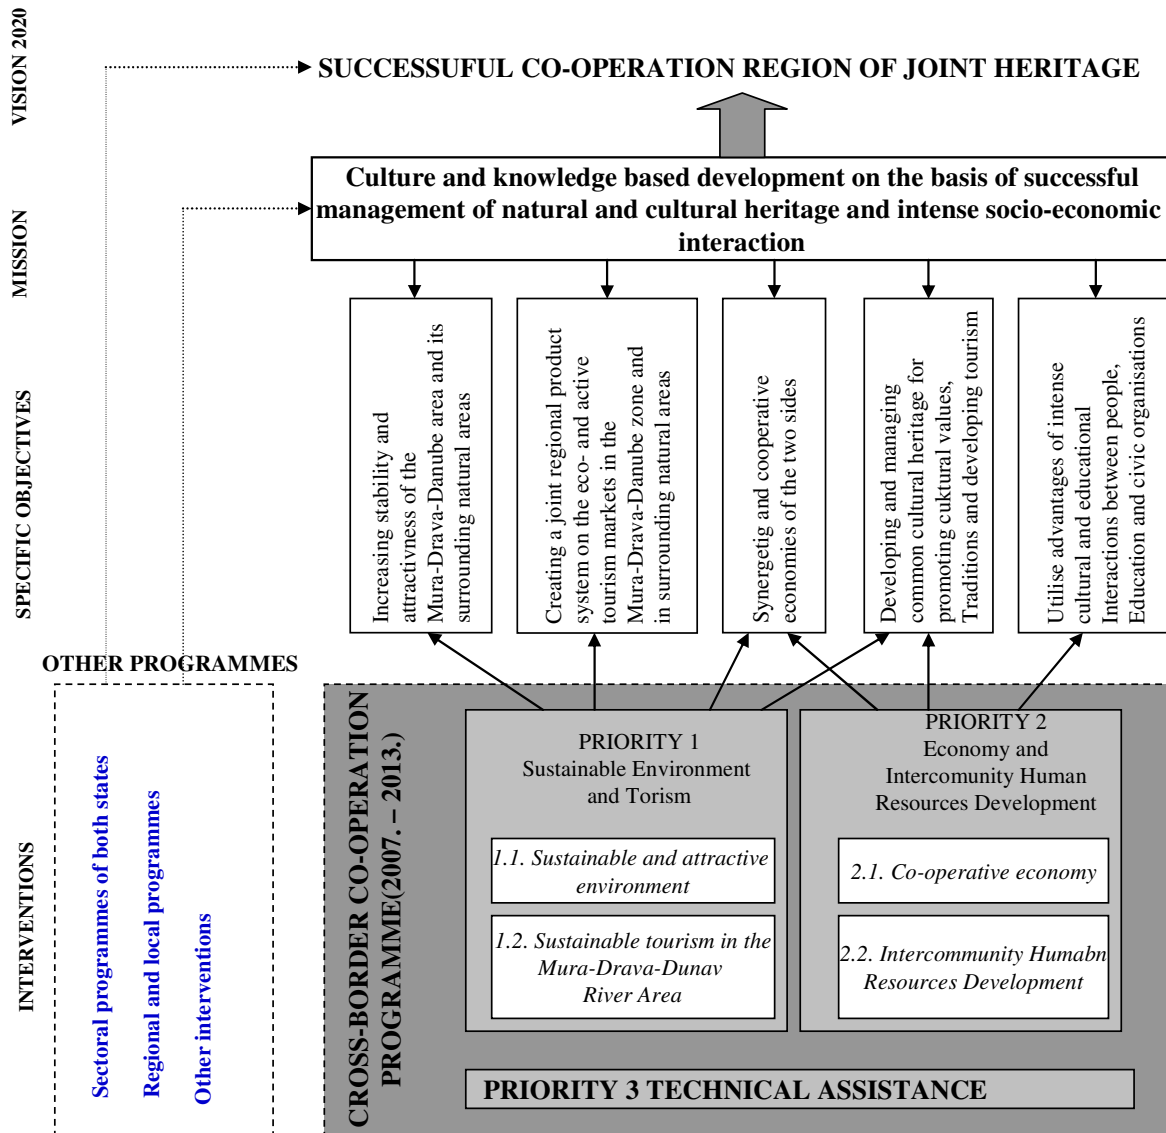 VISION 2020
SUCCESSUFUL CO-OPERATION REGION OF JOINT HERITAGE
MISSION
Culture and knowledge based development on the basis of successful
management of natural and cultural heritage and intense socio-economic
interaction
SPECIFIC OBJECTIVES
Increasing stability and
attractivness of the
Mura-Drava-Danube area and its
surrounding natural areas
Creating a joint regional product
system on the eco- and active
tourism markets in the
Mura-Drava-Danube zone and
in surrounding natural areas
Synergetig and cooperative
economies of the two sides
Developing and managing
common cultural heritage for
promoting cuktural values,
Traditions and developing tourism
Utilise advantages of intense
cultural and educational
Interactions between people,
Education and civic organisations
INTERVENTIONS
OTHER PROGRAMMES
Sectoral programmes of both states
Regional and local programmes
Other interventions
CROSS-BORDER CO-OPERATION
PROGRAMME(2007. – 2013.)
PRIORITY 1
Sustainable Environment
and Torism
1.1. Sustainable and attractive
environment
1.2. Sustainable tourism in the
Mura-Drava-Dunav
River Area
PRIORITY 2
Economy and
Intercomunity Human
Resources Development
2.1. Co-operative economy
2.2. Intercommunity Humabn
Resources Development
PRIORITY 3 TECHNICAL ASSISTANCE